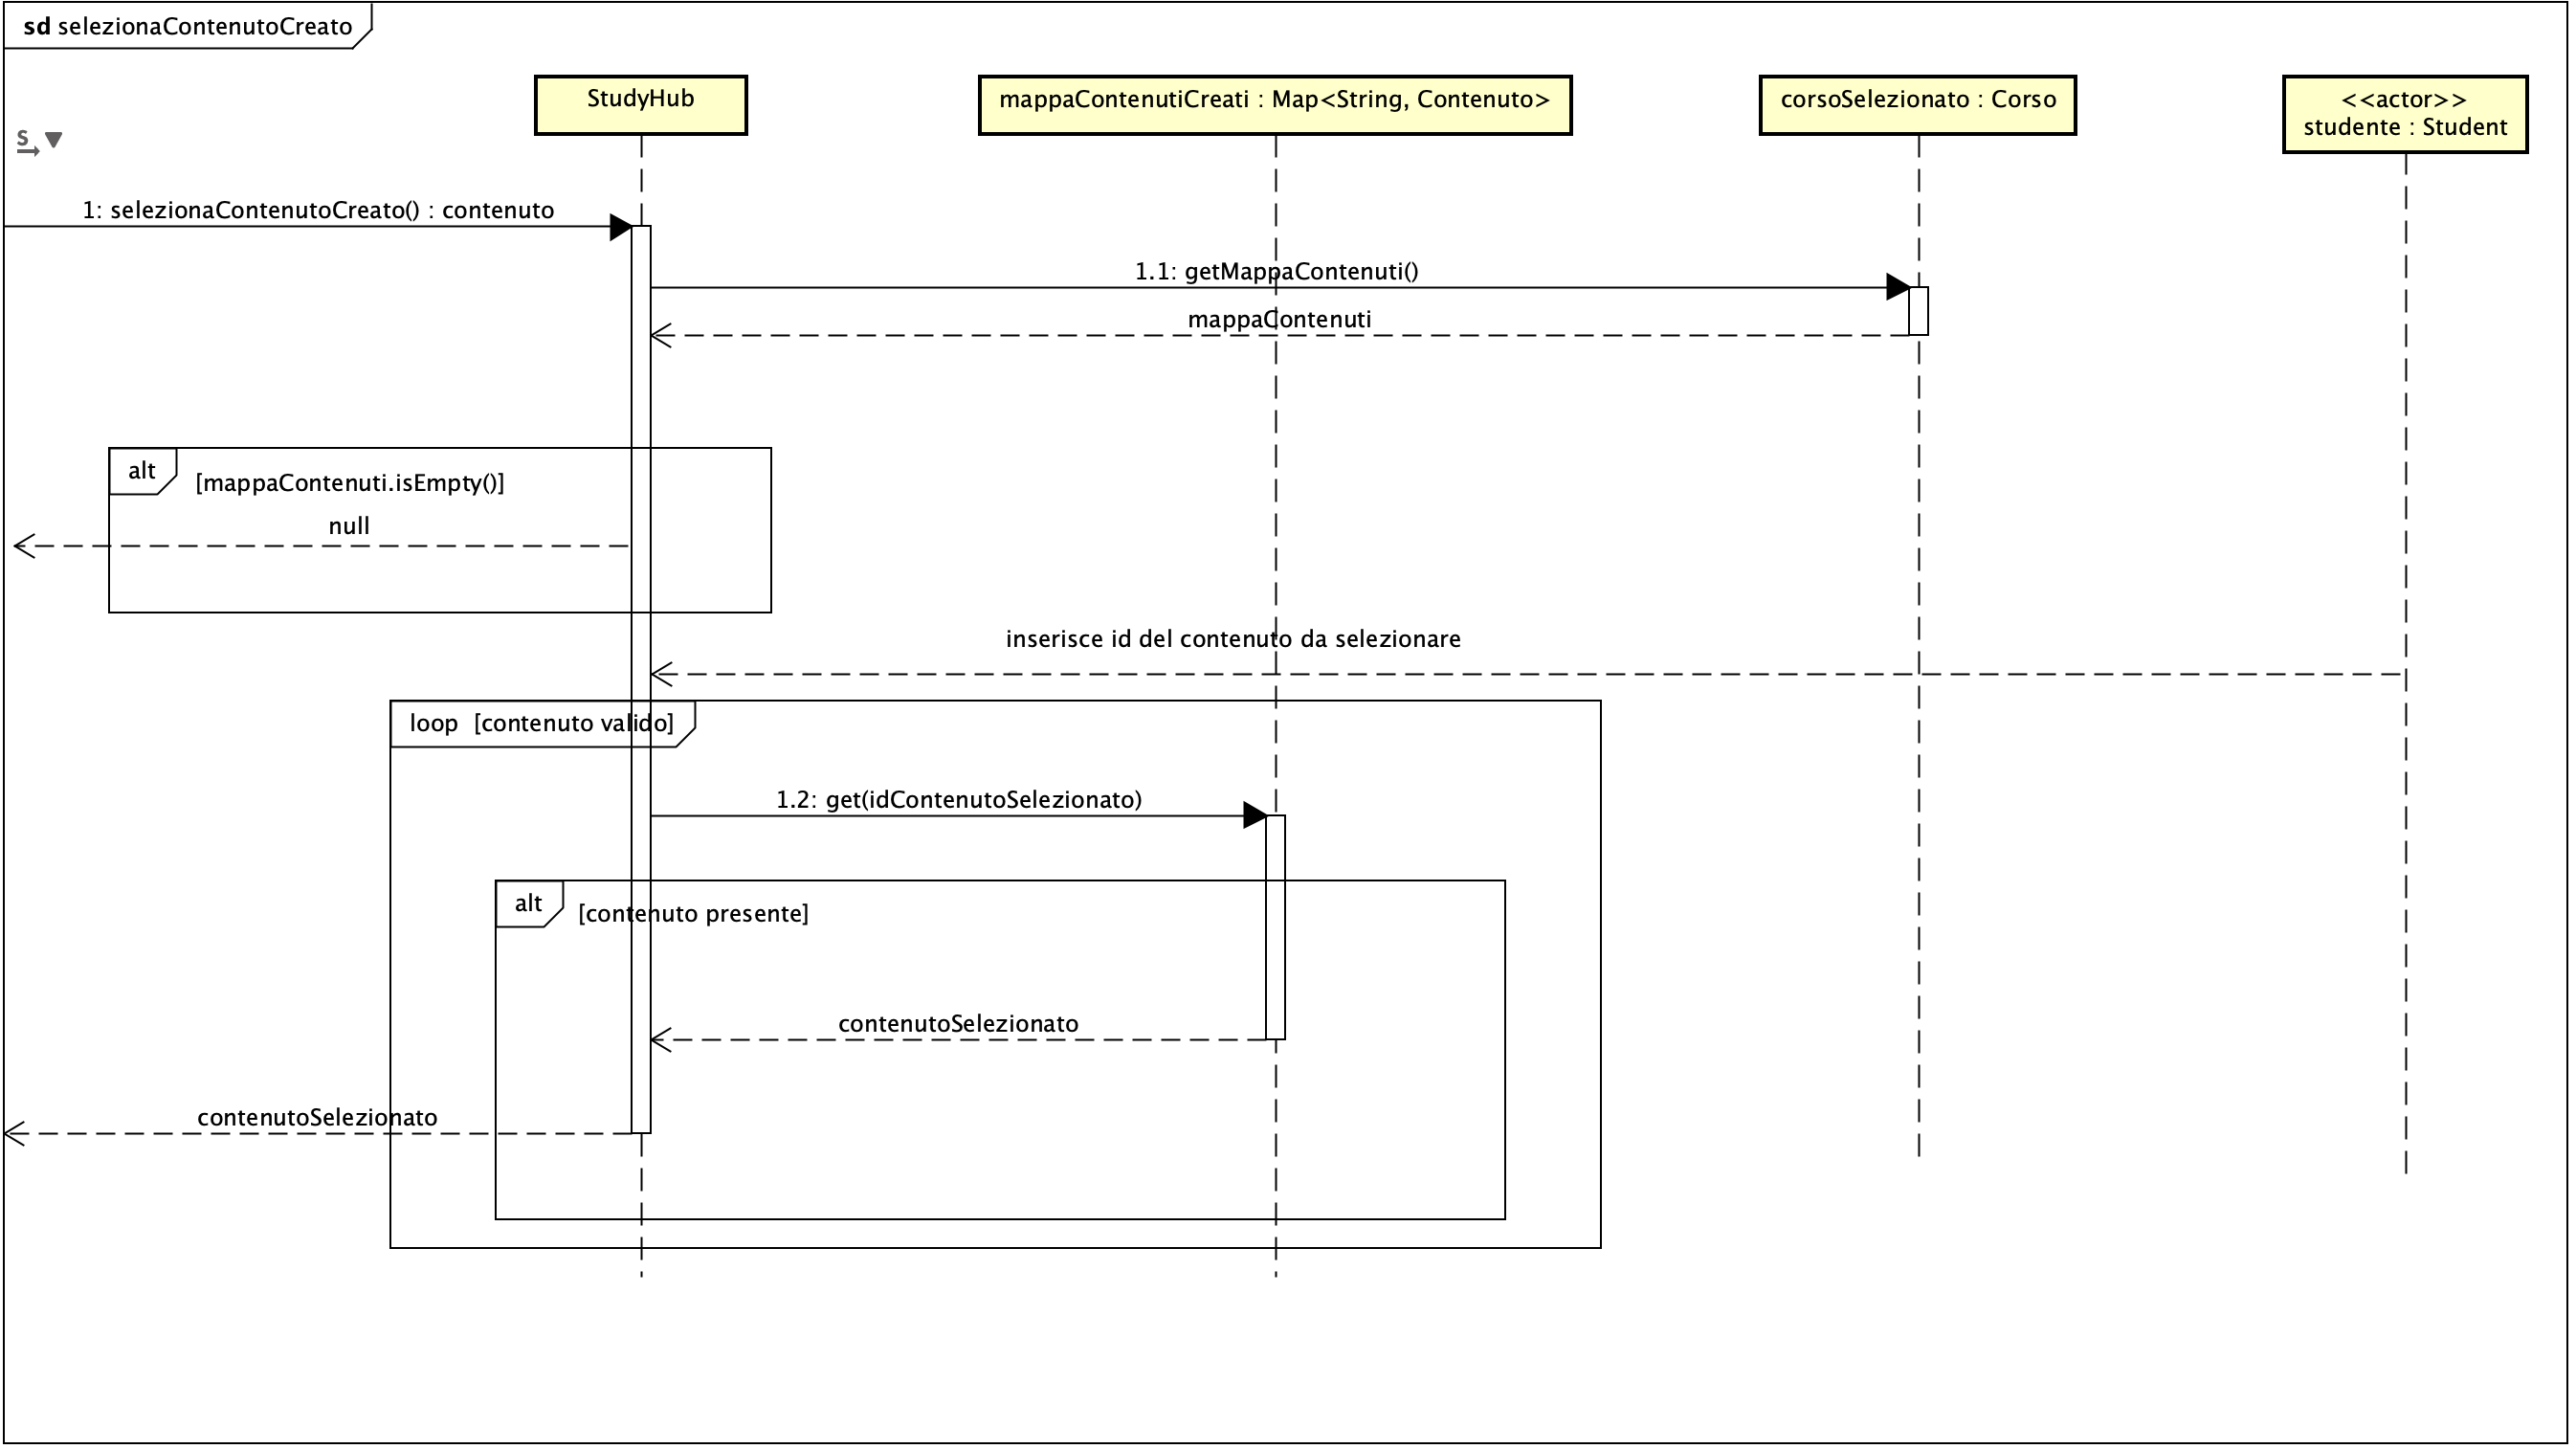 sd selezionaContenutoCreato
StudyHub
mappaContenutiCreati : Map<String, Contenuto>
corsoSelezionato : Corso
<<actor>>
studente : Student
S
1: selezionaContenutoCreato() : contenuto
1.1: getMappaContenuti()
mappaContenuti
alt
[mappaContenuti.isEmpty()]
null
inserisce id del contenuto da selezionare
loop [contenuto valido]
1.2: get(idContenutoSelezionato)
alt
[contenuto presente]
contenutoSelezionato
contenutoSelezionato